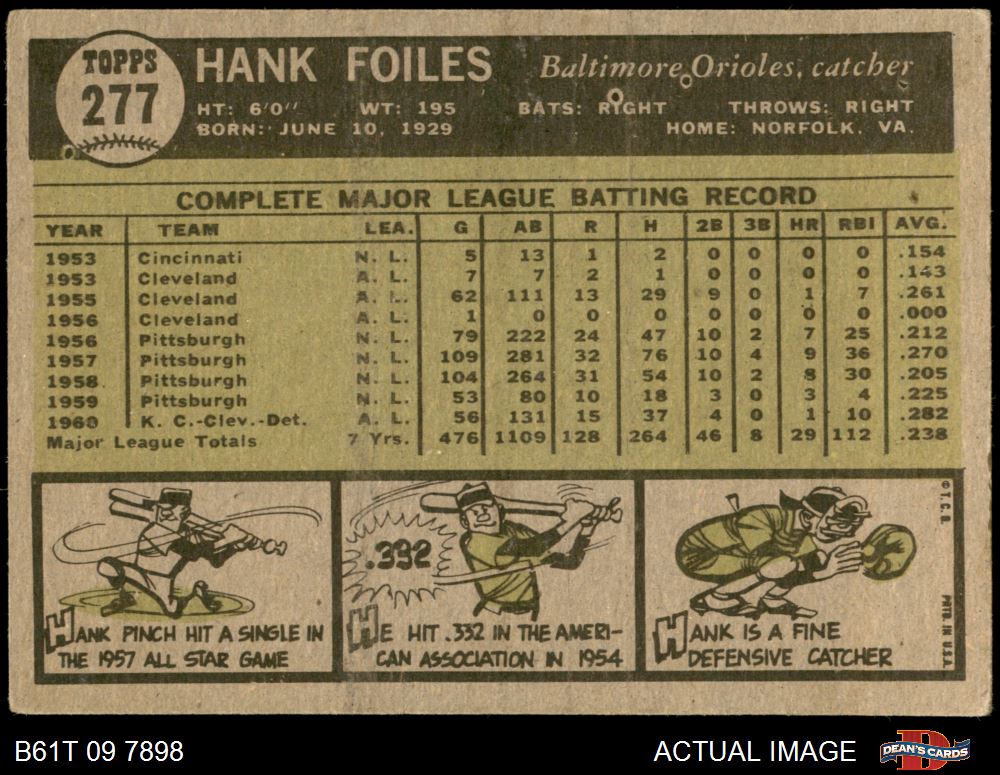 TOPPS
277
HANK FOILES Baltimore Orioles, catcher
HT: 6'0" WT: 195 BATS: RIGHT THROWS: RIGHT
BORN: JUNE 10, 1929 HOME: NORFOLK, VA.
COMPLETE MAJOR LEAGUE BATTING RECORD
YEAR TEAM LEA. G AB R H 2B 3B HR RBI AVG.
1953 Cincinnati N. L. 5 13 1 2 0 0 0 0 .154
1953 Cleveland A. L. 7 7 2 1 0 0 0 0 .143
1955 Cleveland A. L. 62 111 13 29 9 0 1 7 .261
1956 Cleveland A. L. 1 0 0 0 0 0 0 0 .000
1956 Pittsburgh N. L. 79 222 24 47 10 2 7 25 .212
1957 Pittsburgh N. L. 109 281 32 76 10 4 9 36 .270
1958 Pittsburgh N. L. 104 264 31 54 10 2 8 30 .205
1959 Pittsburgh N. L. 53 80 10 18 3 0 3 4 .225
1960 K. C.-Clev.-Det. A. L. 56 131 15 37 4 0 1 10 .282
Major League Totals 7 Yrs. 476 1109 128 264 46 8 29 112 .238
HANK PINCH HIT A SINGLE IN
THE 1957 ALL STAR GAME
.332
HE HIT .332 IN THE AMERI-
CAN ASSOCIATION IN 1954
HANK IS A FINE
DEFENSIVE CATCHER
© T.C.G.
PRTD. IN U.S.A.
B61T 09 7898 ACTUAL IMAGE DEAN'S CARDS